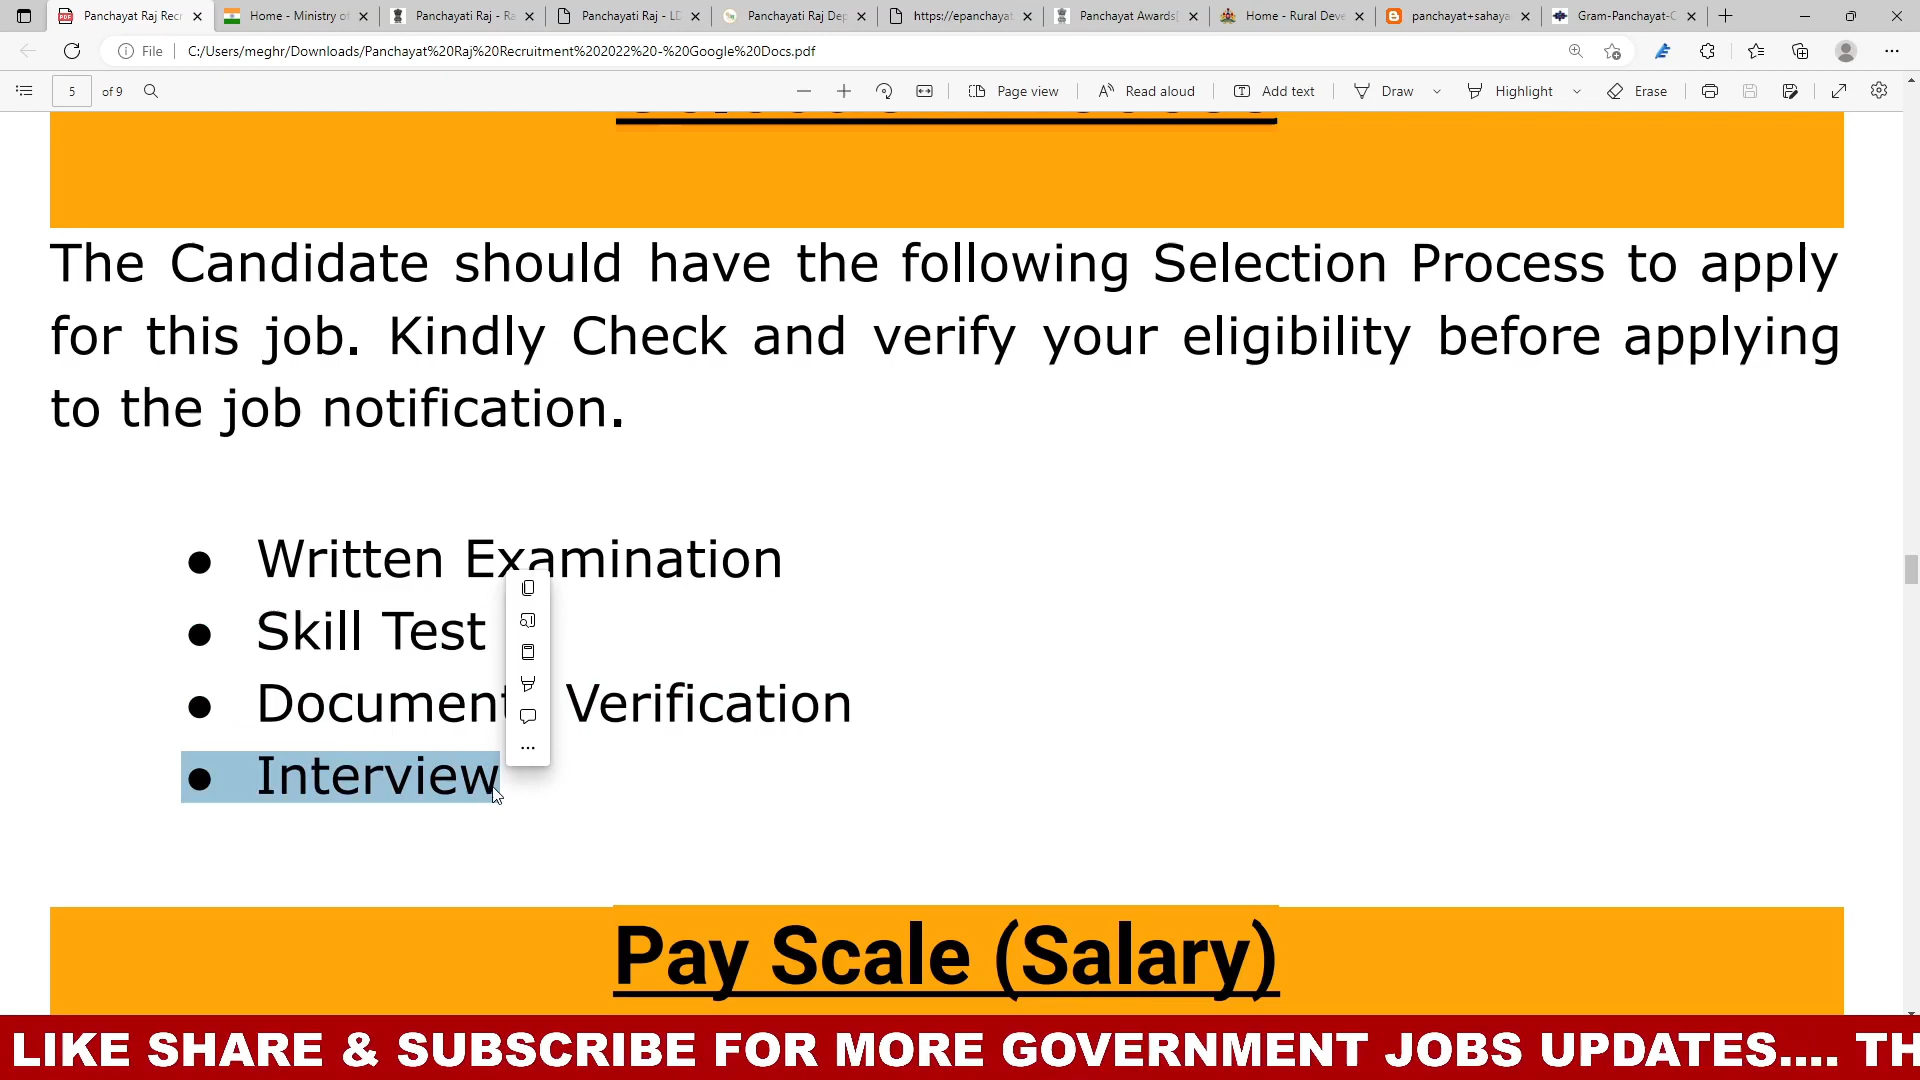 Panchayat Raj Recr
Home - Ministry of
Panchayati Raj - Ra
Panchayati Raj - LD
Panchayati Raj Dep
https://epanchayat
Panchayat Awards|
Home - Rural Deve
panchayat+sahaya
Gram-Panchayat-C
File
C:/Users/meghr/Downloads/Panchayat%20Raj%20Recruitment%202022%20-%20Google%20Docs.pdf
5 of 9
Page view
Read aloud
Add text
Draw
Highlight
Erase
The Candidate should have the following Selection Process to apply
for this job. Kindly Check and verify your eligibility before applying
to the job notification.
● Written Examination
● Skill Test
● Document Verification
● Interview
Pay Scale (Salary)
LIKE SHARE & SUBSCRIBE FOR MORE GOVERNMENT JOBS UPDATES.... TH